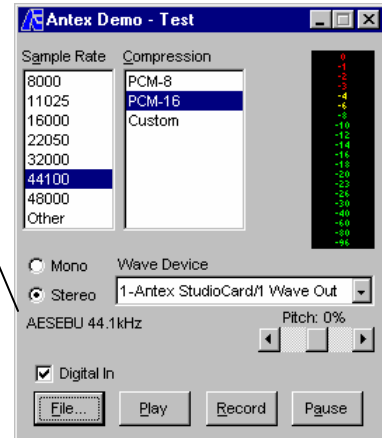 Antex Demo - Test
Sample Rate
Compression
8000
11025
16000
22050
32000
44100
48000
Other
PCM-8
PCM-16
Custom
0
-1
-2
-3
-4
-6
-8
-10
-12
-14
-16
-18
-20
-23
-26
-30
-40
-60
-80
-96
Mono
Stereo
Wave Device
1-Antex StudioCard/1 Wave Out
AESEBU 44.1kHz
Pitch: 0%
Digital In
File...
Play
Record
Pause